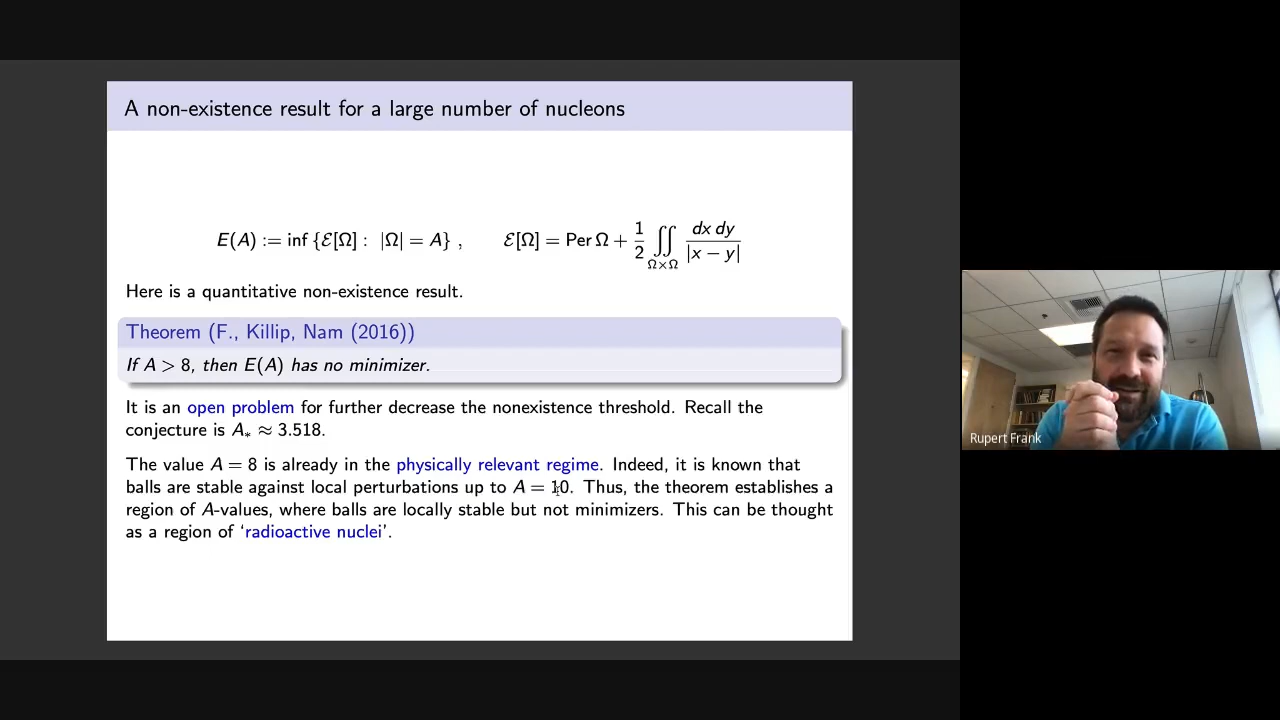 A non-existence result for a large number of nucleons
E(A) := inf {ℰ[Ω] : |Ω| = A} , ℰ[Ω] = Per Ω + 1/2 ∬_{Ω×Ω} dx dy / |x − y|
Here is a quantitative non-existence result.
Theorem (F., Killip, Nam (2016))
If A > 8, then E(A) has no minimizer.
It is an open problem for further decrease the nonexistence threshold. Recall the
conjecture is A∗ ≈ 3.518.
The value A = 8 is already in the physically relevant regime. Indeed, it is known that
balls are stable against local perturbations up to A = 10. Thus, the theorem establishes a
region of A-values, where balls are locally stable but not minimizers. This can be thought
as a region of ‘radioactive nuclei’.
Rupert Frank